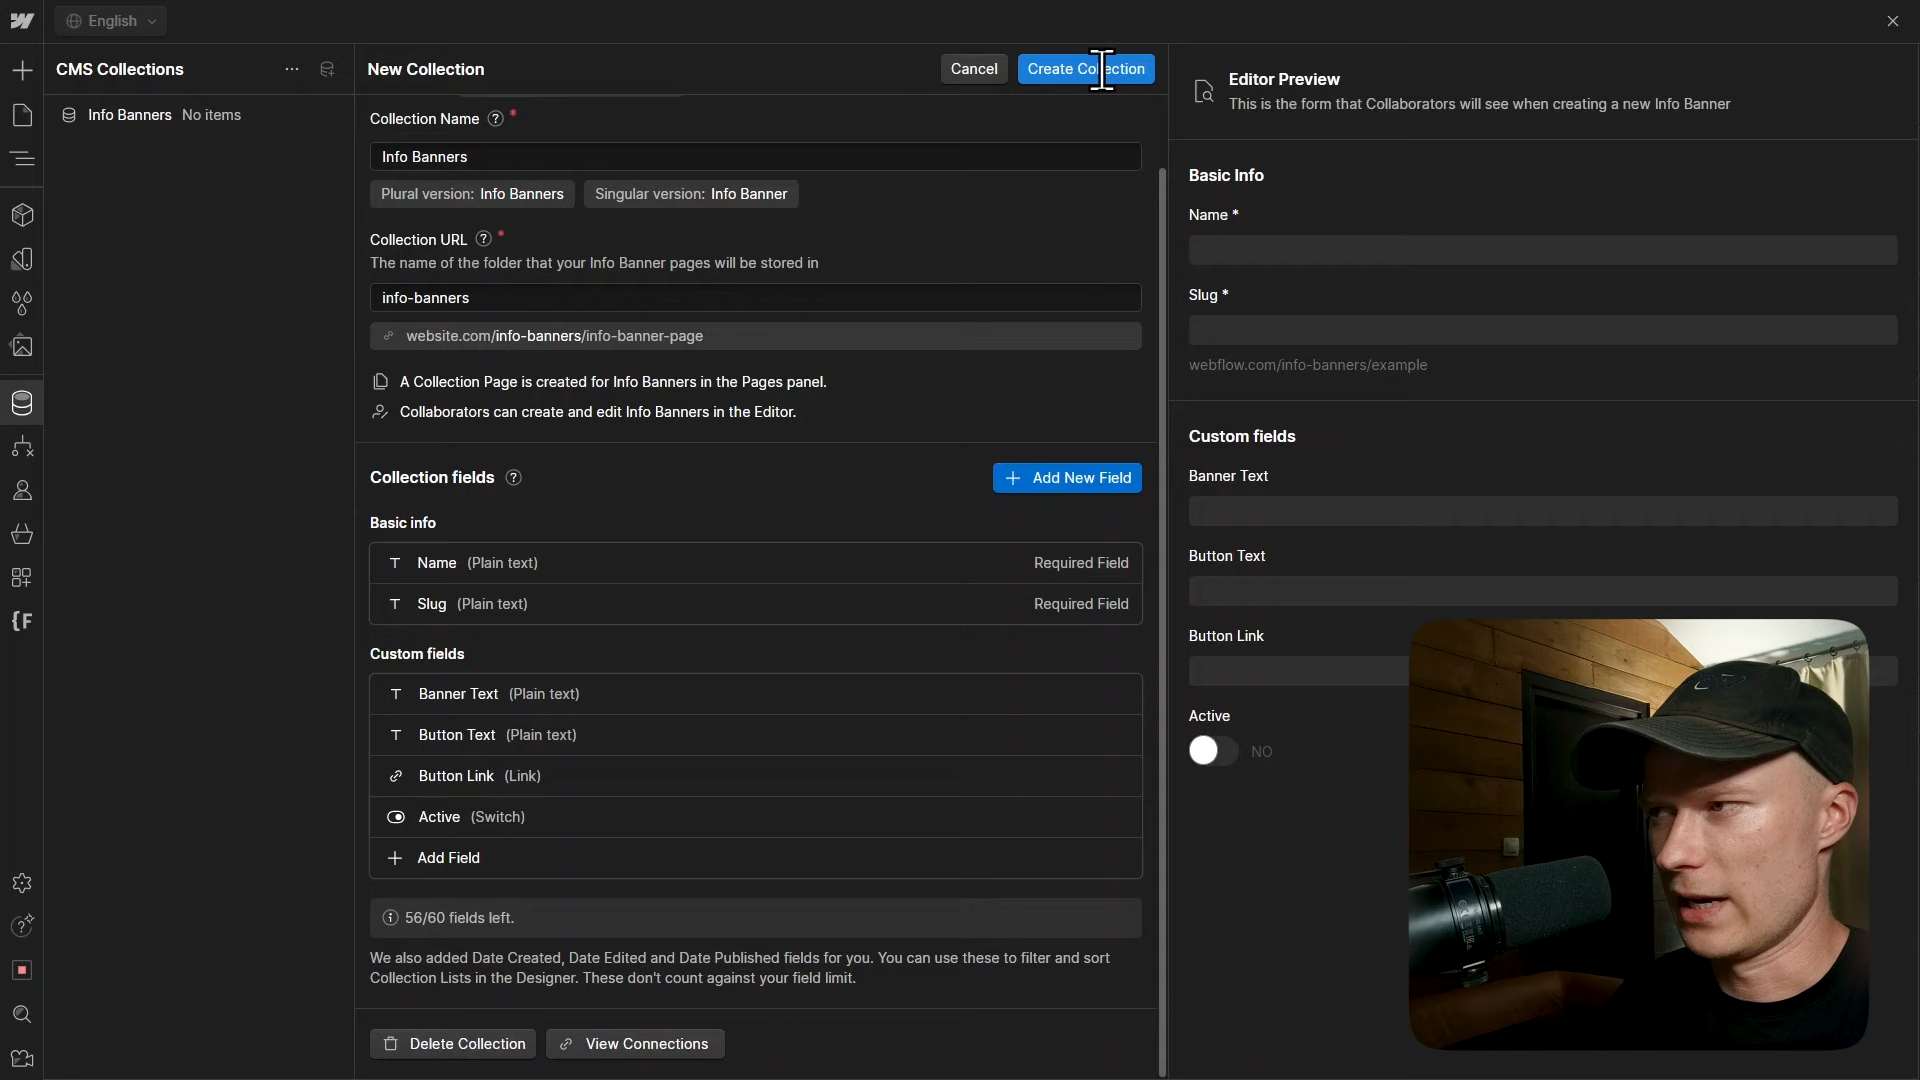 English
CMS Collections
Info Banners No items
New Collection
Cancel
Create Collection
Collection Name
Info Banners
Plural version: Info Banners
Singular version: Info Banner
Collection URL
The name of the folder that your Info Banner pages will be stored in
info-banners
website.com/info-banners/info-banner-page
A Collection Page is created for Info Banners in the Pages panel.
Collaborators can create and edit Info Banners in the Editor.
Collection fields
Add New Field
Basic info
Name (Plain text) Required Field
Slug (Plain text) Required Field
Custom fields
Banner Text (Plain text)
Button Text (Plain text)
Button Link (Link)
Active (Switch)
Add Field
56/60 fields left.
We also added Date Created, Date Edited and Date Published fields for you. You can use these to filter and sort
Collection Lists in the Designer. These don't count against your field limit.
Delete Collection
View Connections
Editor Preview
This is the form that Collaborators will see when creating a new Info Banner
Basic Info
Name *
Slug *
webflow.com/info-banners/example
Custom fields
Banner Text
Button Text
Button Link
Active
NO